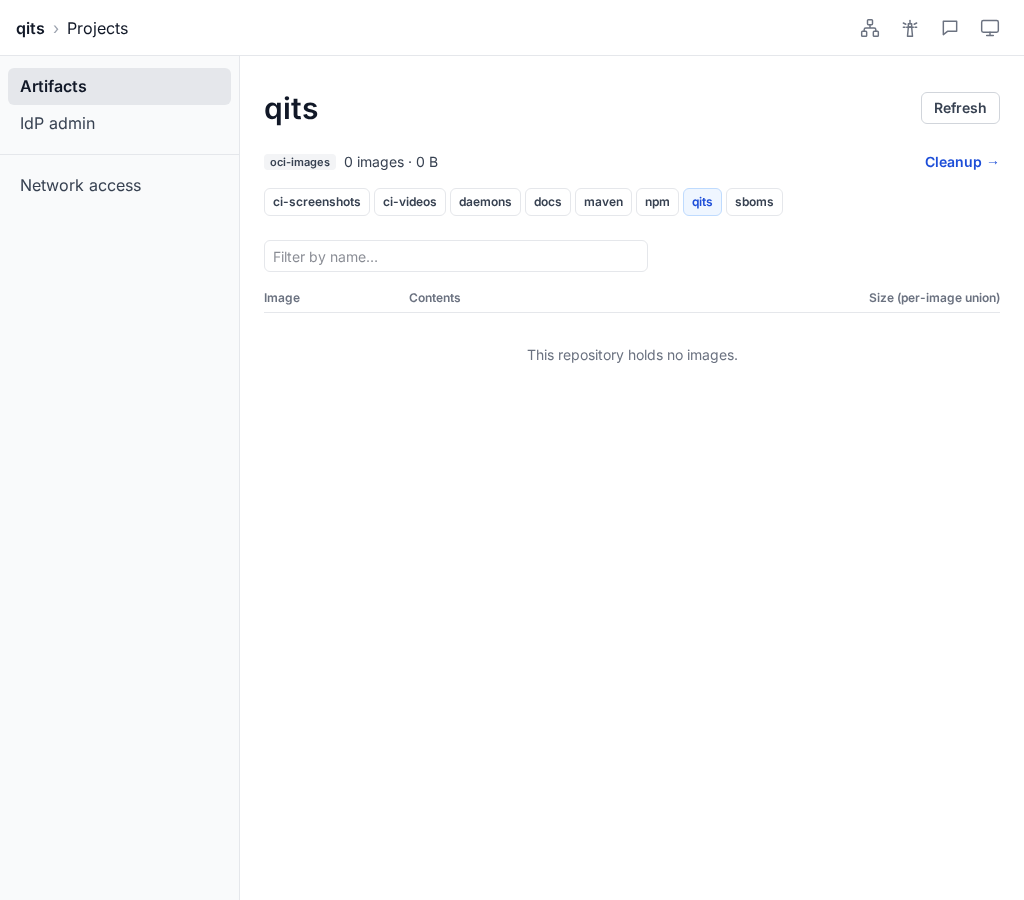 qits › Projects
Artifacts
IdP admin
Network access
qits
Refresh
oci-images 0 images · 0 B
Cleanup →
ci-screenshots ci-videos daemons docs maven npm qits sboms
Filter by name...
Image Contents Size (per-image union)
This repository holds no images.